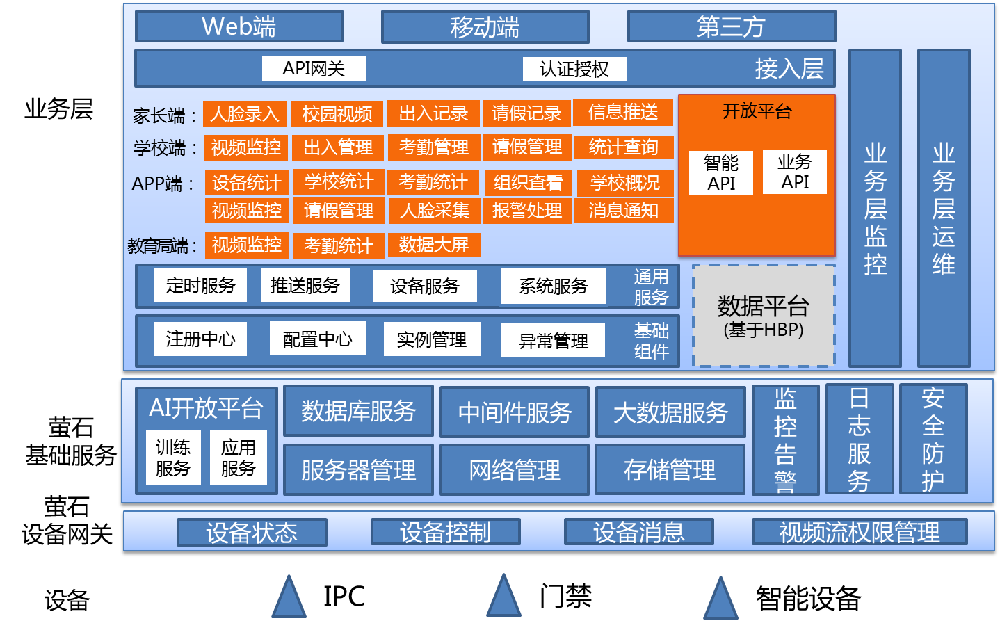 Web端
移动端
第三方
API网关
认证授权
接入层
业务层
家长端：
人脸录入
校园视频
出入记录
请假记录
信息推送
学校端：
视频监控
出入管理
考勤管理
请假管理
统计查询
APP端：
设备统计
学校统计
考勤统计
组织查看
学校概况
视频监控
请假管理
人脸采集
报警处理
消息通知
教育局端：
视频监控
考勤统计
数据大屏
开放平台
智能
API
业务
API
业
务
层
监
控
业
务
层
运
维
定时服务
推送服务
设备服务
系统服务
通用
服务
注册中心
配置中心
实例管理
异常管理
基础
组件
数据平台
(基于HBP)
萤石
基础服务
AI开放平台
训练
服务
应用
服务
数据库服务
中间件服务
大数据服务
服务器管理
网络管理
存储管理
监
控
告
警
日
志
服
务
安
全
防
护
萤石
设备网关
设备状态
设备控制
设备消息
视频流权限管理
设备
IPC
门禁
智能设备